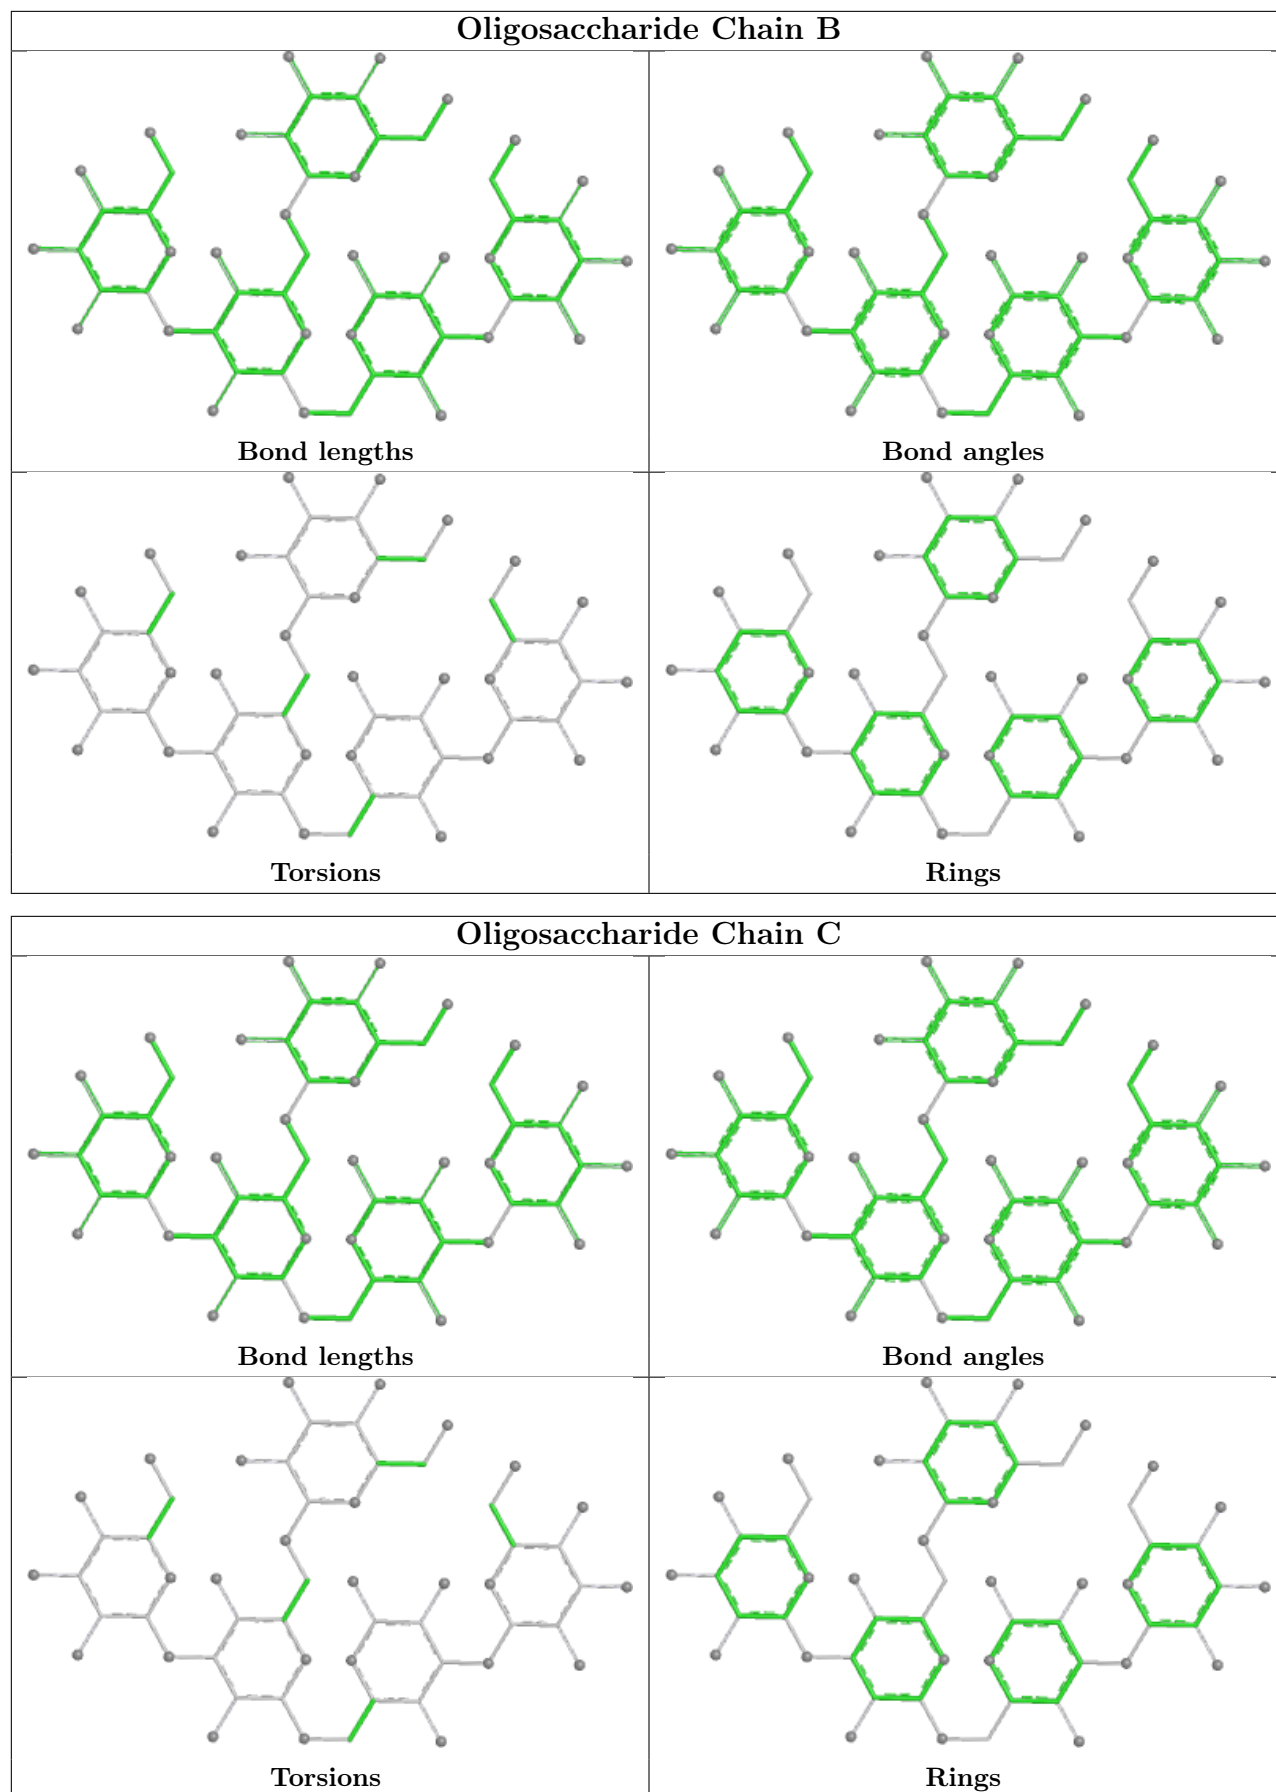 Oligosaccharide Chain B
Bond lengths
Bond angles
Torsions
Rings
Oligosaccharide Chain C
Bond lengths
Bond angles
Torsions
Rings